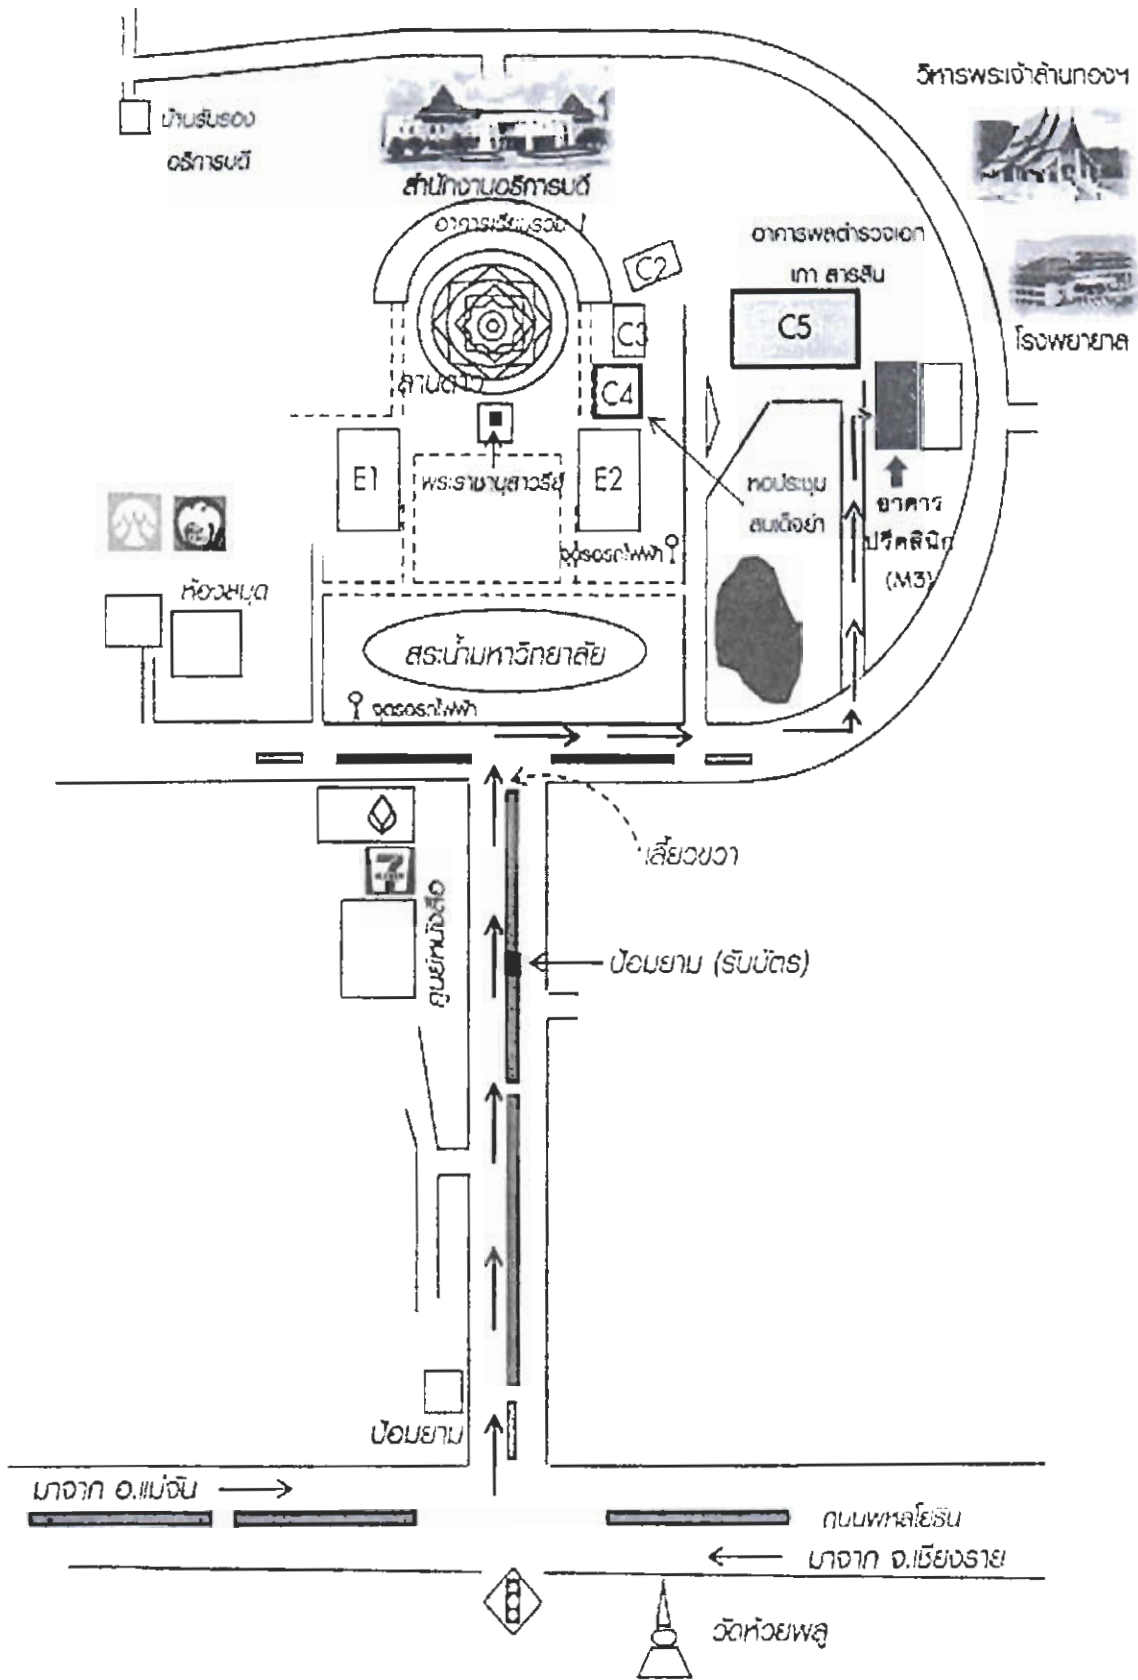 วิหารพระเจ้าล้านทองฯ
บ้านรับรอง
อธิการบดี
สำนักงานอธิการบดี
อาคารเรียนรวม 1
C2
อาคารพลตำรวจเอก
เภา สารสิน
C3
C5
โรงพยาบาล
ลานดาว
C4
E1
พระราชานุสาวรีย์
E2
หอประชุม
สมเด็จย่า
อาคาร
ปรีคลินิก
(M3)
จุดรอรถไฟฟ้า
ห้องสมุด
สระน้ำมหาวิทยาลัย
จุดรอรถไฟฟ้า
เลี้ยวขวา
7
ศูนย์หนังสือ
ป้อมยาม (รับบัตร)
ป้อมยาม
มาจาก อ.แม่จัน
ถนนพหลโยธิน
มาจาก จ.เชียงราย
วัดห้วยพลู